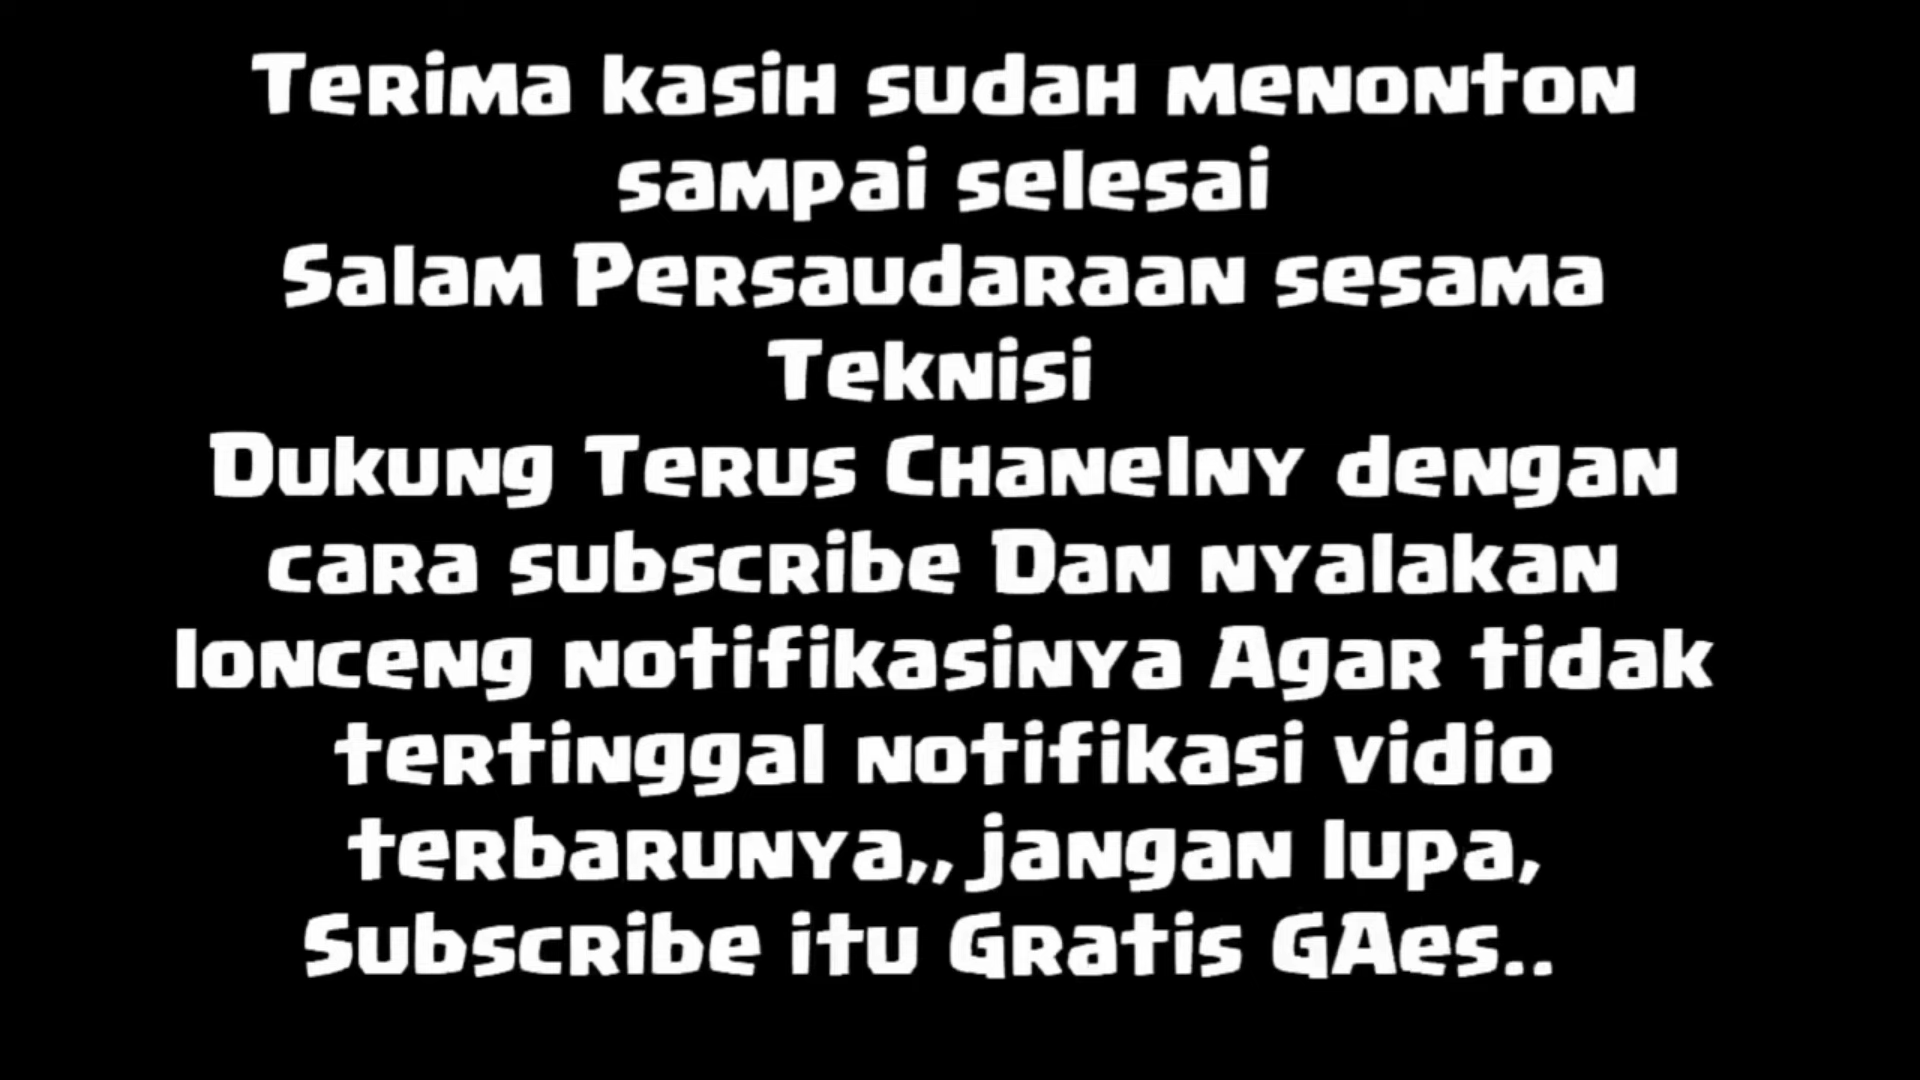 Terima kasih sudah menonton
sampai selesai
Salam Persaudaraan sesama
Teknisi
Dukung Terus Chanelny dengan
cara subscribe Dan nyalakan
lonceng notifikasinya Agar tidak
tertinggal notifikasi vidio
terbarunya,, jangan lupa,
Subscribe itu Gratis GAes..